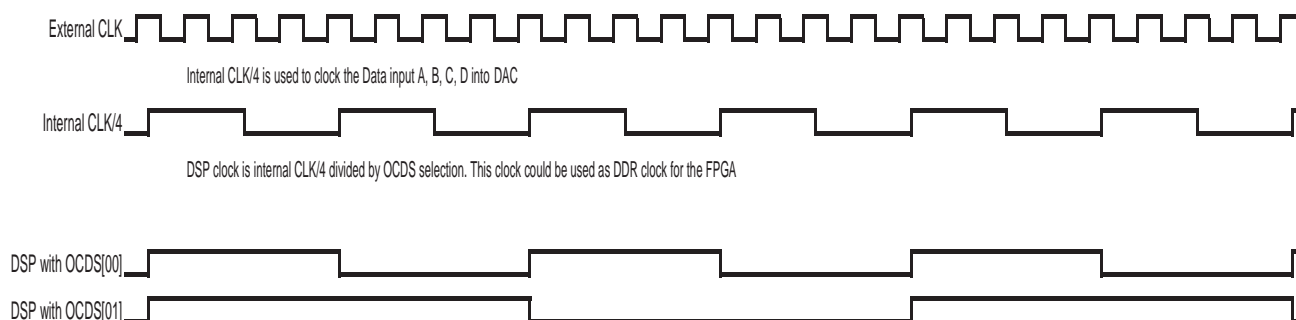 External CLK
Internal CLK/4 is used to clock the Data input A, B, C, D into DAC
Internal CLK/4
DSP clock is internal CLK/4 divided by OCDS selection. This clock could be used as DDR clock for the FPGA
DSP with OCDS[00]
DSP with OCDS[01]